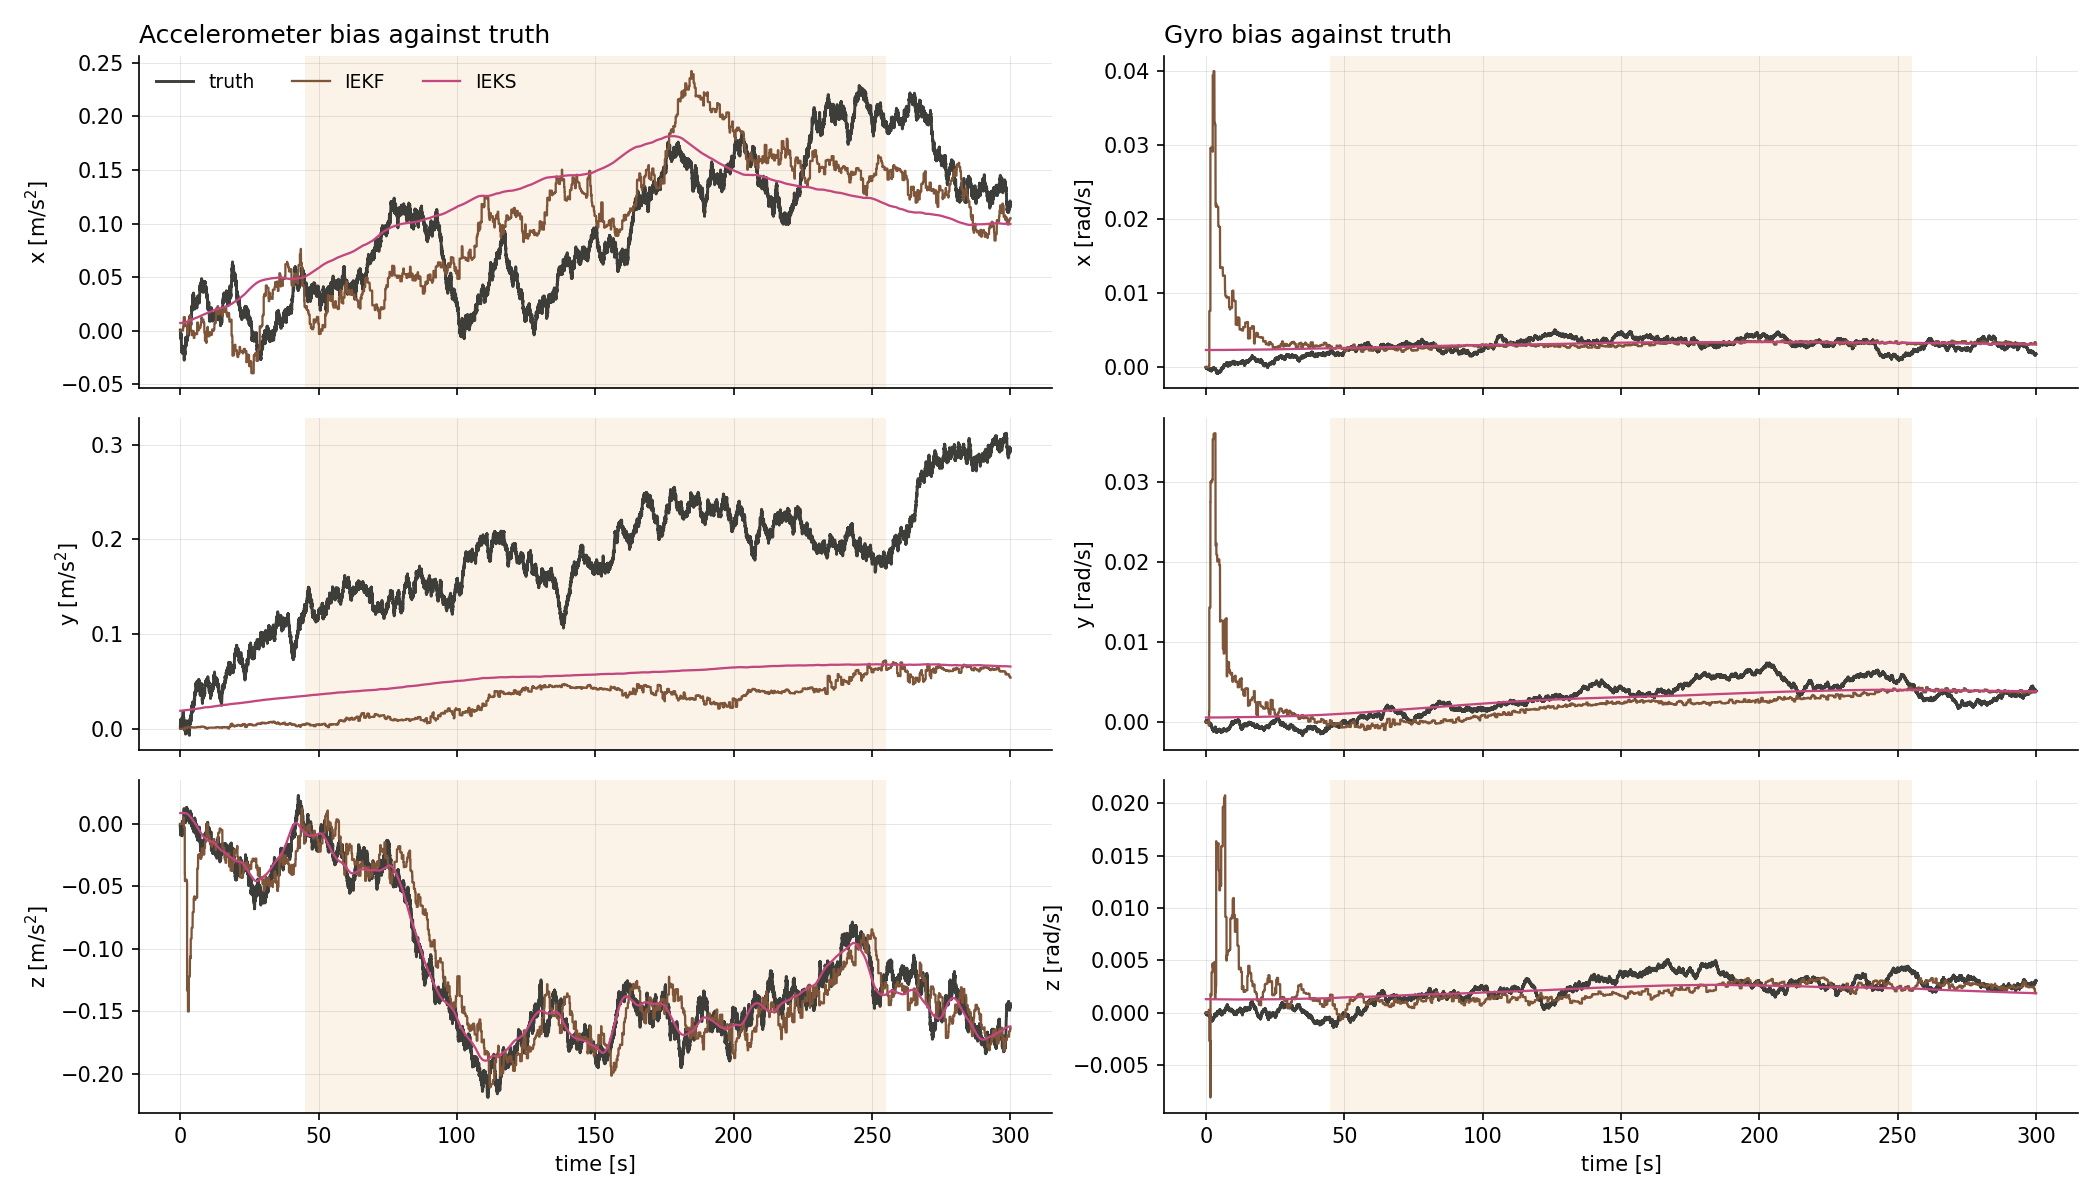 Accelerometer bias against truth
truth IEKF IEKS
x [m/s²]
0.25
0.20
0.15
0.10
0.05
0.00
−0.05
Gyro bias against truth
x [rad/s]
0.04
0.03
0.02
0.01
0.00
y [m/s²]
0.3
0.2
0.1
0.0
y [rad/s]
0.03
0.02
0.01
0.00
z [m/s²]
0.00
−0.05
−0.10
−0.15
−0.20
0 50 100 150 200 250 300
time [s]
z [rad/s]
0.020
0.015
0.010
0.005
0.000
−0.005
0 50 100 150 200 250 300
time [s]